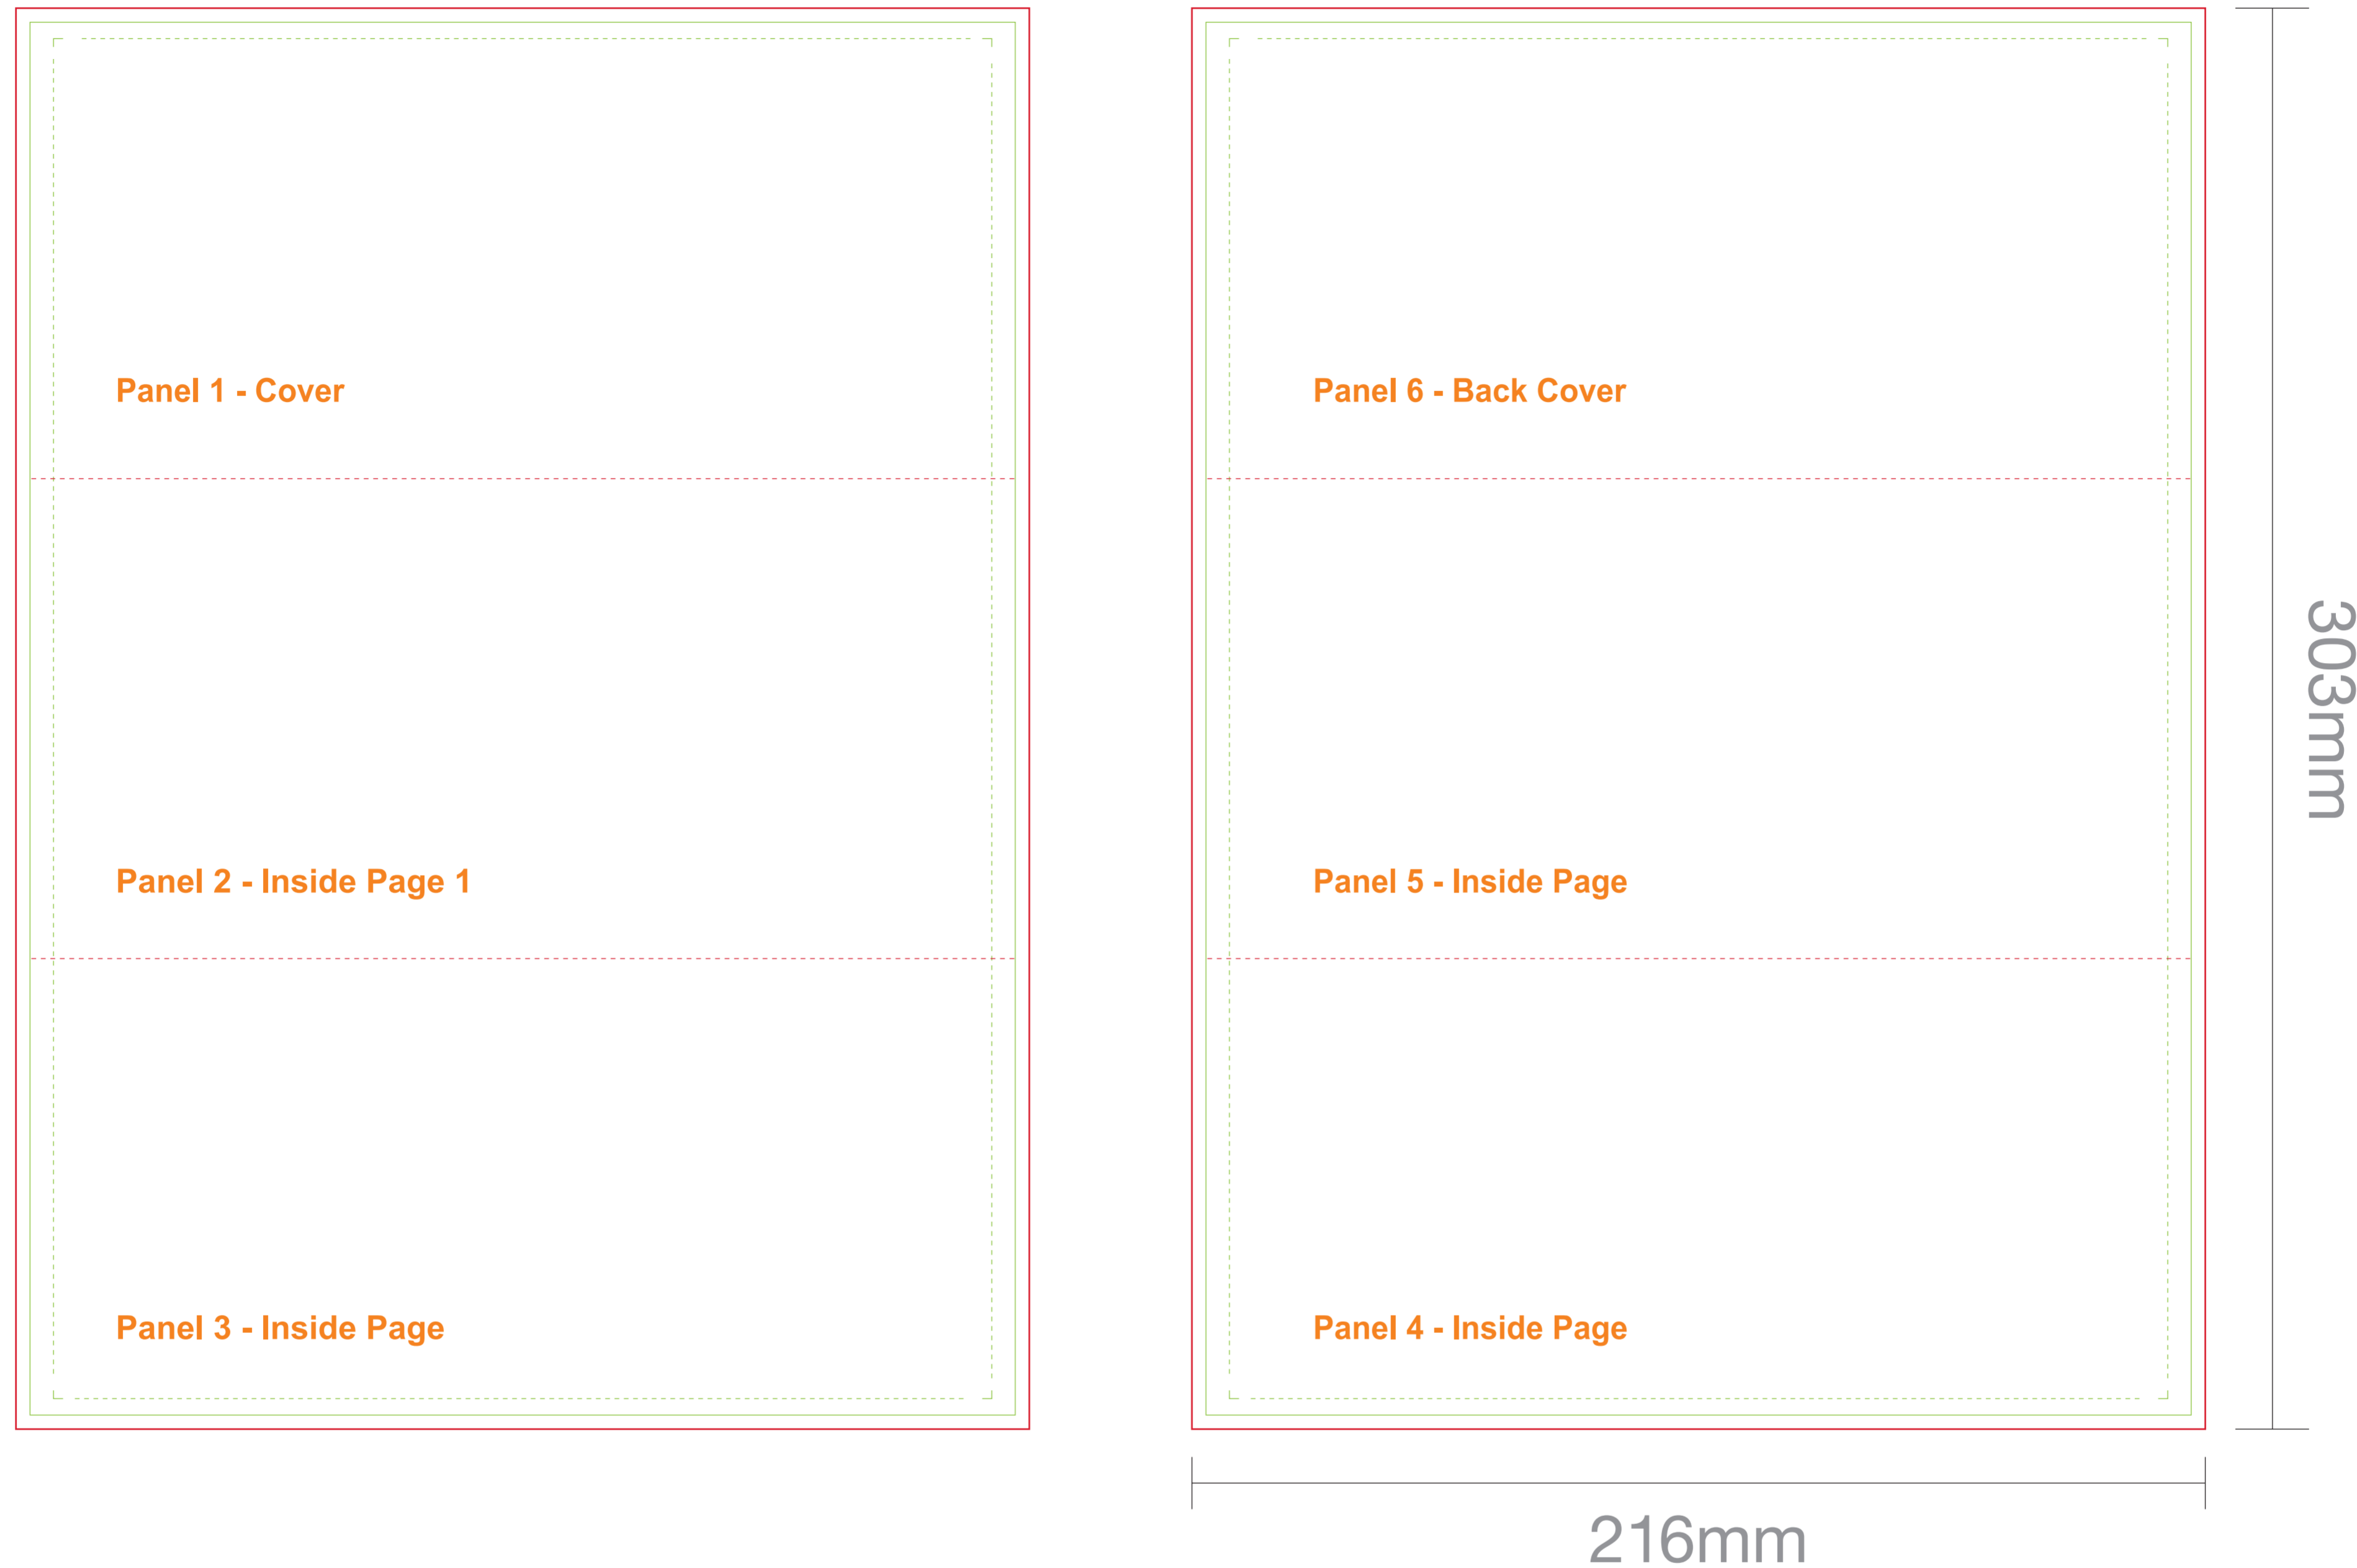 Panel 1 - Cover
Panel 2 - Inside Page 1
Panel 3 - Inside Page
Panel 6 - Back Cover
Panel 5 - Inside Page
Panel 4 - Inside Page
303mm
216mm